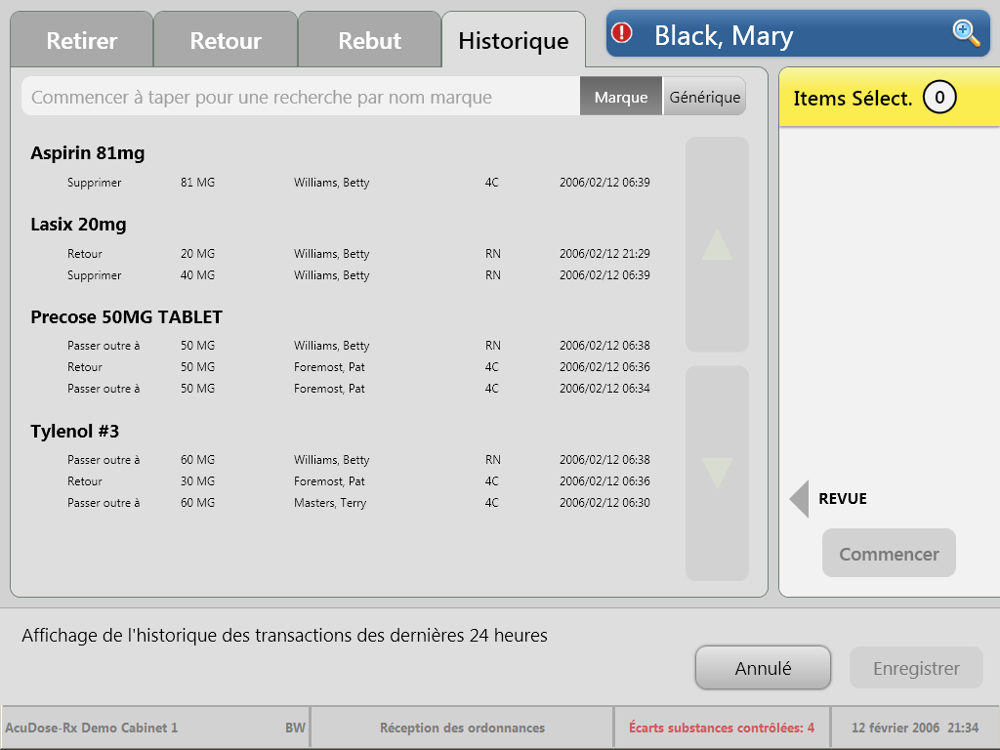 Retirer Retour Rebut Historique Black, Mary
Commencer à taper pour une recherche par nom marque Marque Générique
Items Sélect. 0
Aspirin 81mg
Supprimer 81 MG Williams, Betty 4C 2006/02/12 06:39
Lasix 20mg
Retour 20 MG Williams, Betty RN 2006/02/12 21:29
Supprimer 40 MG Williams, Betty RN 2006/02/12 06:39
Precose 50MG TABLET
Passer outre à 50 MG Williams, Betty RN 2006/02/12 06:38
Retour 50 MG Foremost, Pat 4C 2006/02/12 06:36
Passer outre à 50 MG Foremost, Pat 4C 2006/02/12 06:34
Tylenol #3
Passer outre à 60 MG Williams, Betty RN 2006/02/12 06:38
Retour 30 MG Foremost, Pat 4C 2006/02/12 06:36
Passer outre à 60 MG Masters, Terry 4C 2006/02/12 06:30
REVUE
Commencer
Affichage de l'historique des transactions des dernières 24 heures
Annulé Enregistrer
AcuDose-Rx Demo Cabinet 1 BW Réception des ordonnances Écarts substances contrôlées: 4 12 février 2006 21:34